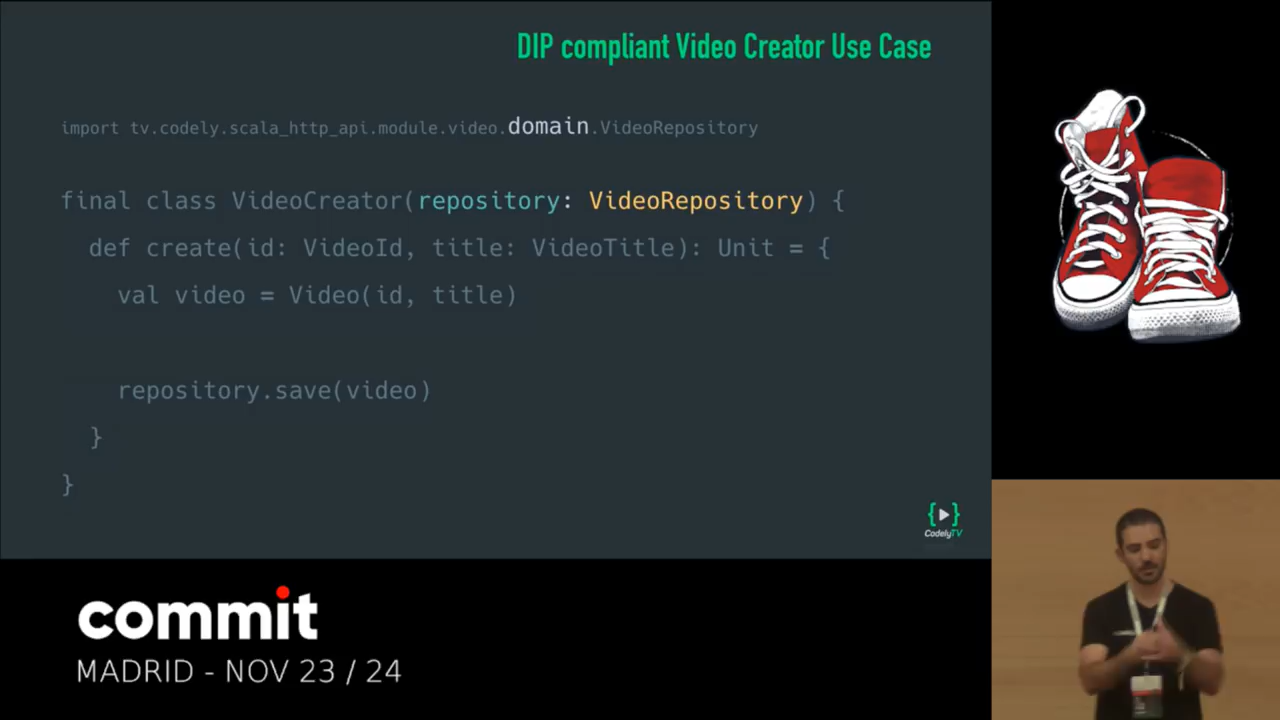 DIP compliant Video Creator Use Case
import tv.codely.scala_http_api.module.video.domain.VideoRepository
final class VideoCreator(repository: VideoRepository) {
def create(id: VideoId, title: VideoTitle): Unit = {
val video = Video(id, title)
repository.save(video)
}
}
{▶}
CodelyTV
commit
MADRID - NOV 23 / 24